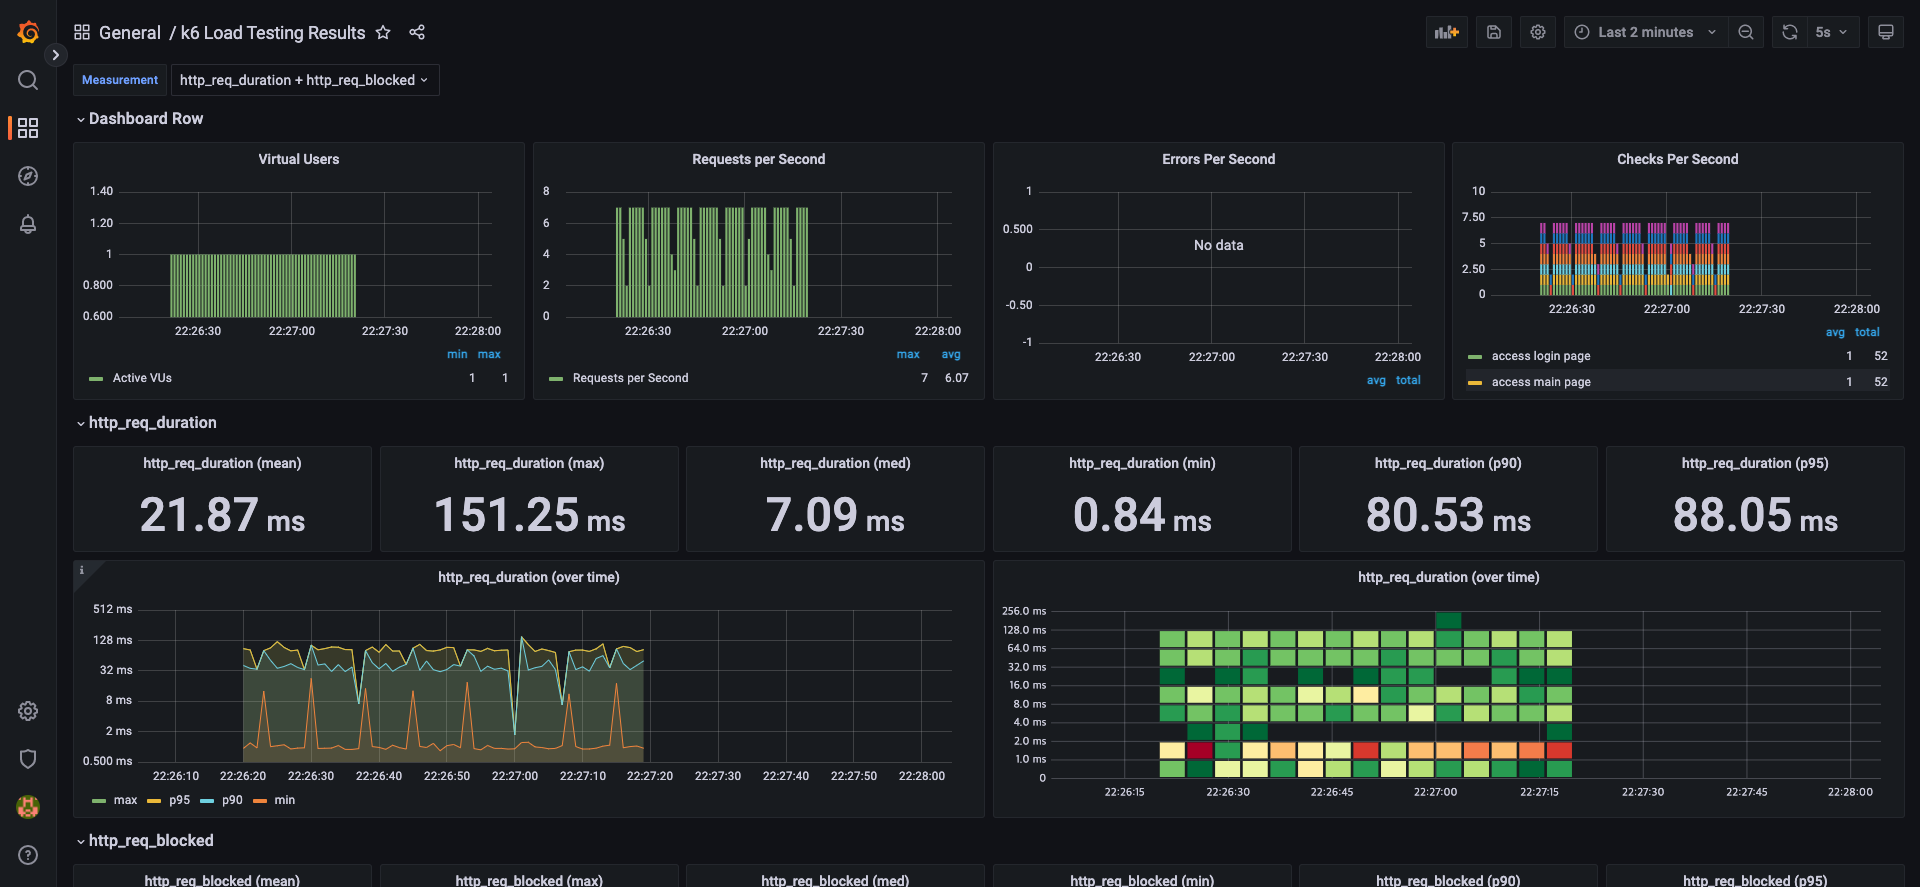 General / k6 Load Testing Results
Last 2 minutes
5s
Measurement
http_req_duration + http_req_blocked
Dashboard Row
Virtual Users
1.40
1.20
1
0.800
0.600
22:26:30 22:27:00 22:27:30 22:28:00
min max
Active VUs 1 1
Requests per Second
8
6
4
2
0
22:26:30 22:27:00 22:27:30 22:28:00
max avg
Requests per Second 7 6.07
Errors Per Second
1
0.500
0
-0.50
-1
No data
22:26:30 22:27:00 22:27:30 22:28:00
avg total
Checks Per Second
10
7.50
5
2.50
0
22:26:30 22:27:00 22:27:30 22:28:00
avg total
access login page 1 52
access main page 1 52
http_req_duration
http_req_duration (mean)
21.87 ms
http_req_duration (max)
151.25 ms
http_req_duration (med)
7.09 ms
http_req_duration (min)
0.84 ms
http_req_duration (p90)
80.53 ms
http_req_duration (p95)
88.05 ms
i
http_req_duration (over time)
512 ms
128 ms
32 ms
8 ms
2 ms
0.500 ms
22:26:10 22:26:20 22:26:30 22:26:40 22:26:50 22:27:00 22:27:10 22:27:20 22:27:30 22:27:40 22:27:50 22:28:00
max p95 p90 min
http_req_duration (over time)
256.0 ms
128.0 ms
64.0 ms
32.0 ms
16.0 ms
8.0 ms
4.0 ms
2.0 ms
1.0 ms
0
22:26:15 22:26:30 22:26:45 22:27:00 22:27:15 22:27:30 22:27:45 22:28:00
http_req_blocked
http_req_blocked (mean)
http_req_blocked (max)
http_req_blocked (med)
http_req_blocked (min)
http_req_blocked (p90)
http_req_blocked (p95)